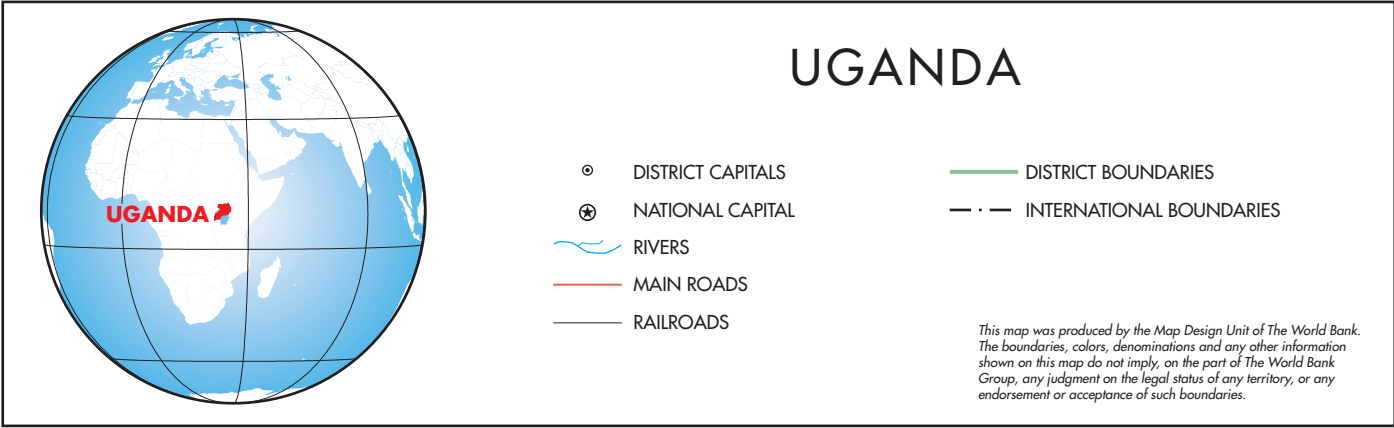 UGANDA
UGANDA
DISTRICT CAPITALS
NATIONAL CAPITAL
RIVERS
MAIN ROADS
RAILROADS
DISTRICT BOUNDARIES
INTERNATIONAL BOUNDARIES
This map was produced by the Map Design Unit of The World Bank.
The boundaries, colors, denominations and any other information
shown on this map do not imply, on the part of The World Bank
Group, any judgment on the legal status of any territory, or any
endorsement or acceptance of such boundaries.